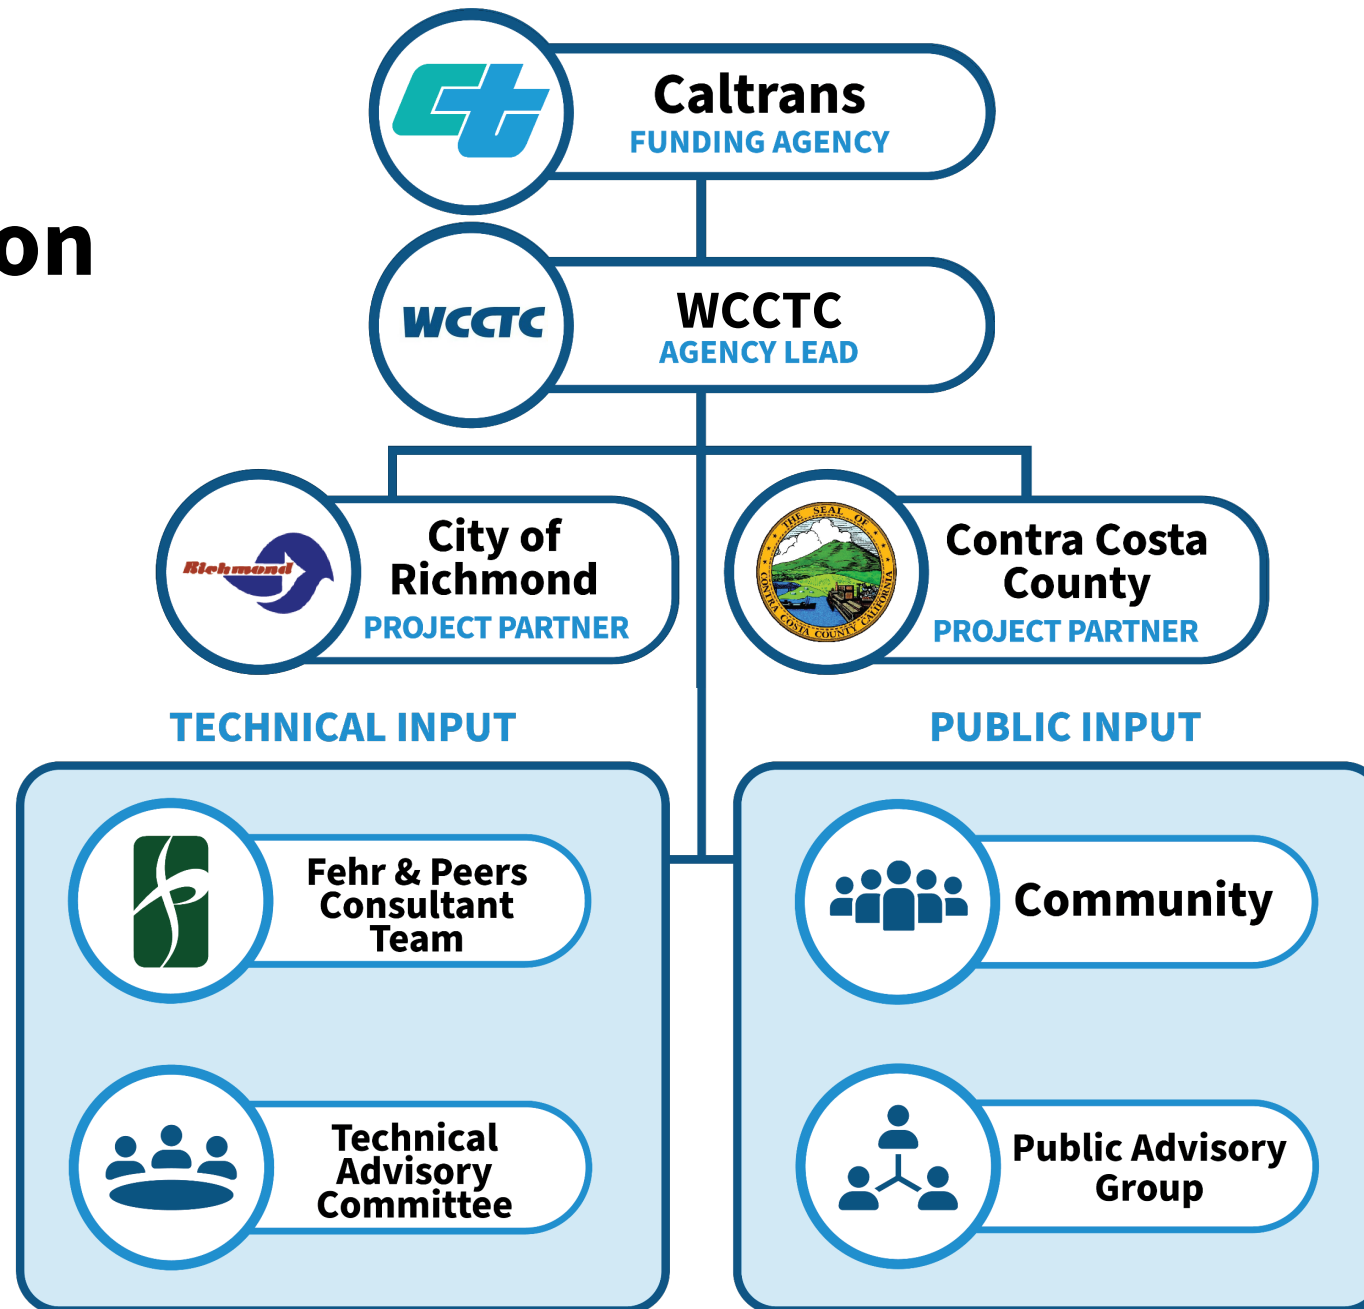 Caltrans
FUNDING AGENCY
on
WCCTC
WCCTC
AGENCY LEAD
Richmond
City of
Richmond
PROJECT PARTNER
THE SEAL OF
CONTRA COSTA COUNTY CALIFORNIA
Contra Costa
County
PROJECT PARTNER
TECHNICAL INPUT
Fehr & Peers
Consultant
Team
Technical
Advisory
Committee
PUBLIC INPUT
Community
Public Advisory
Group